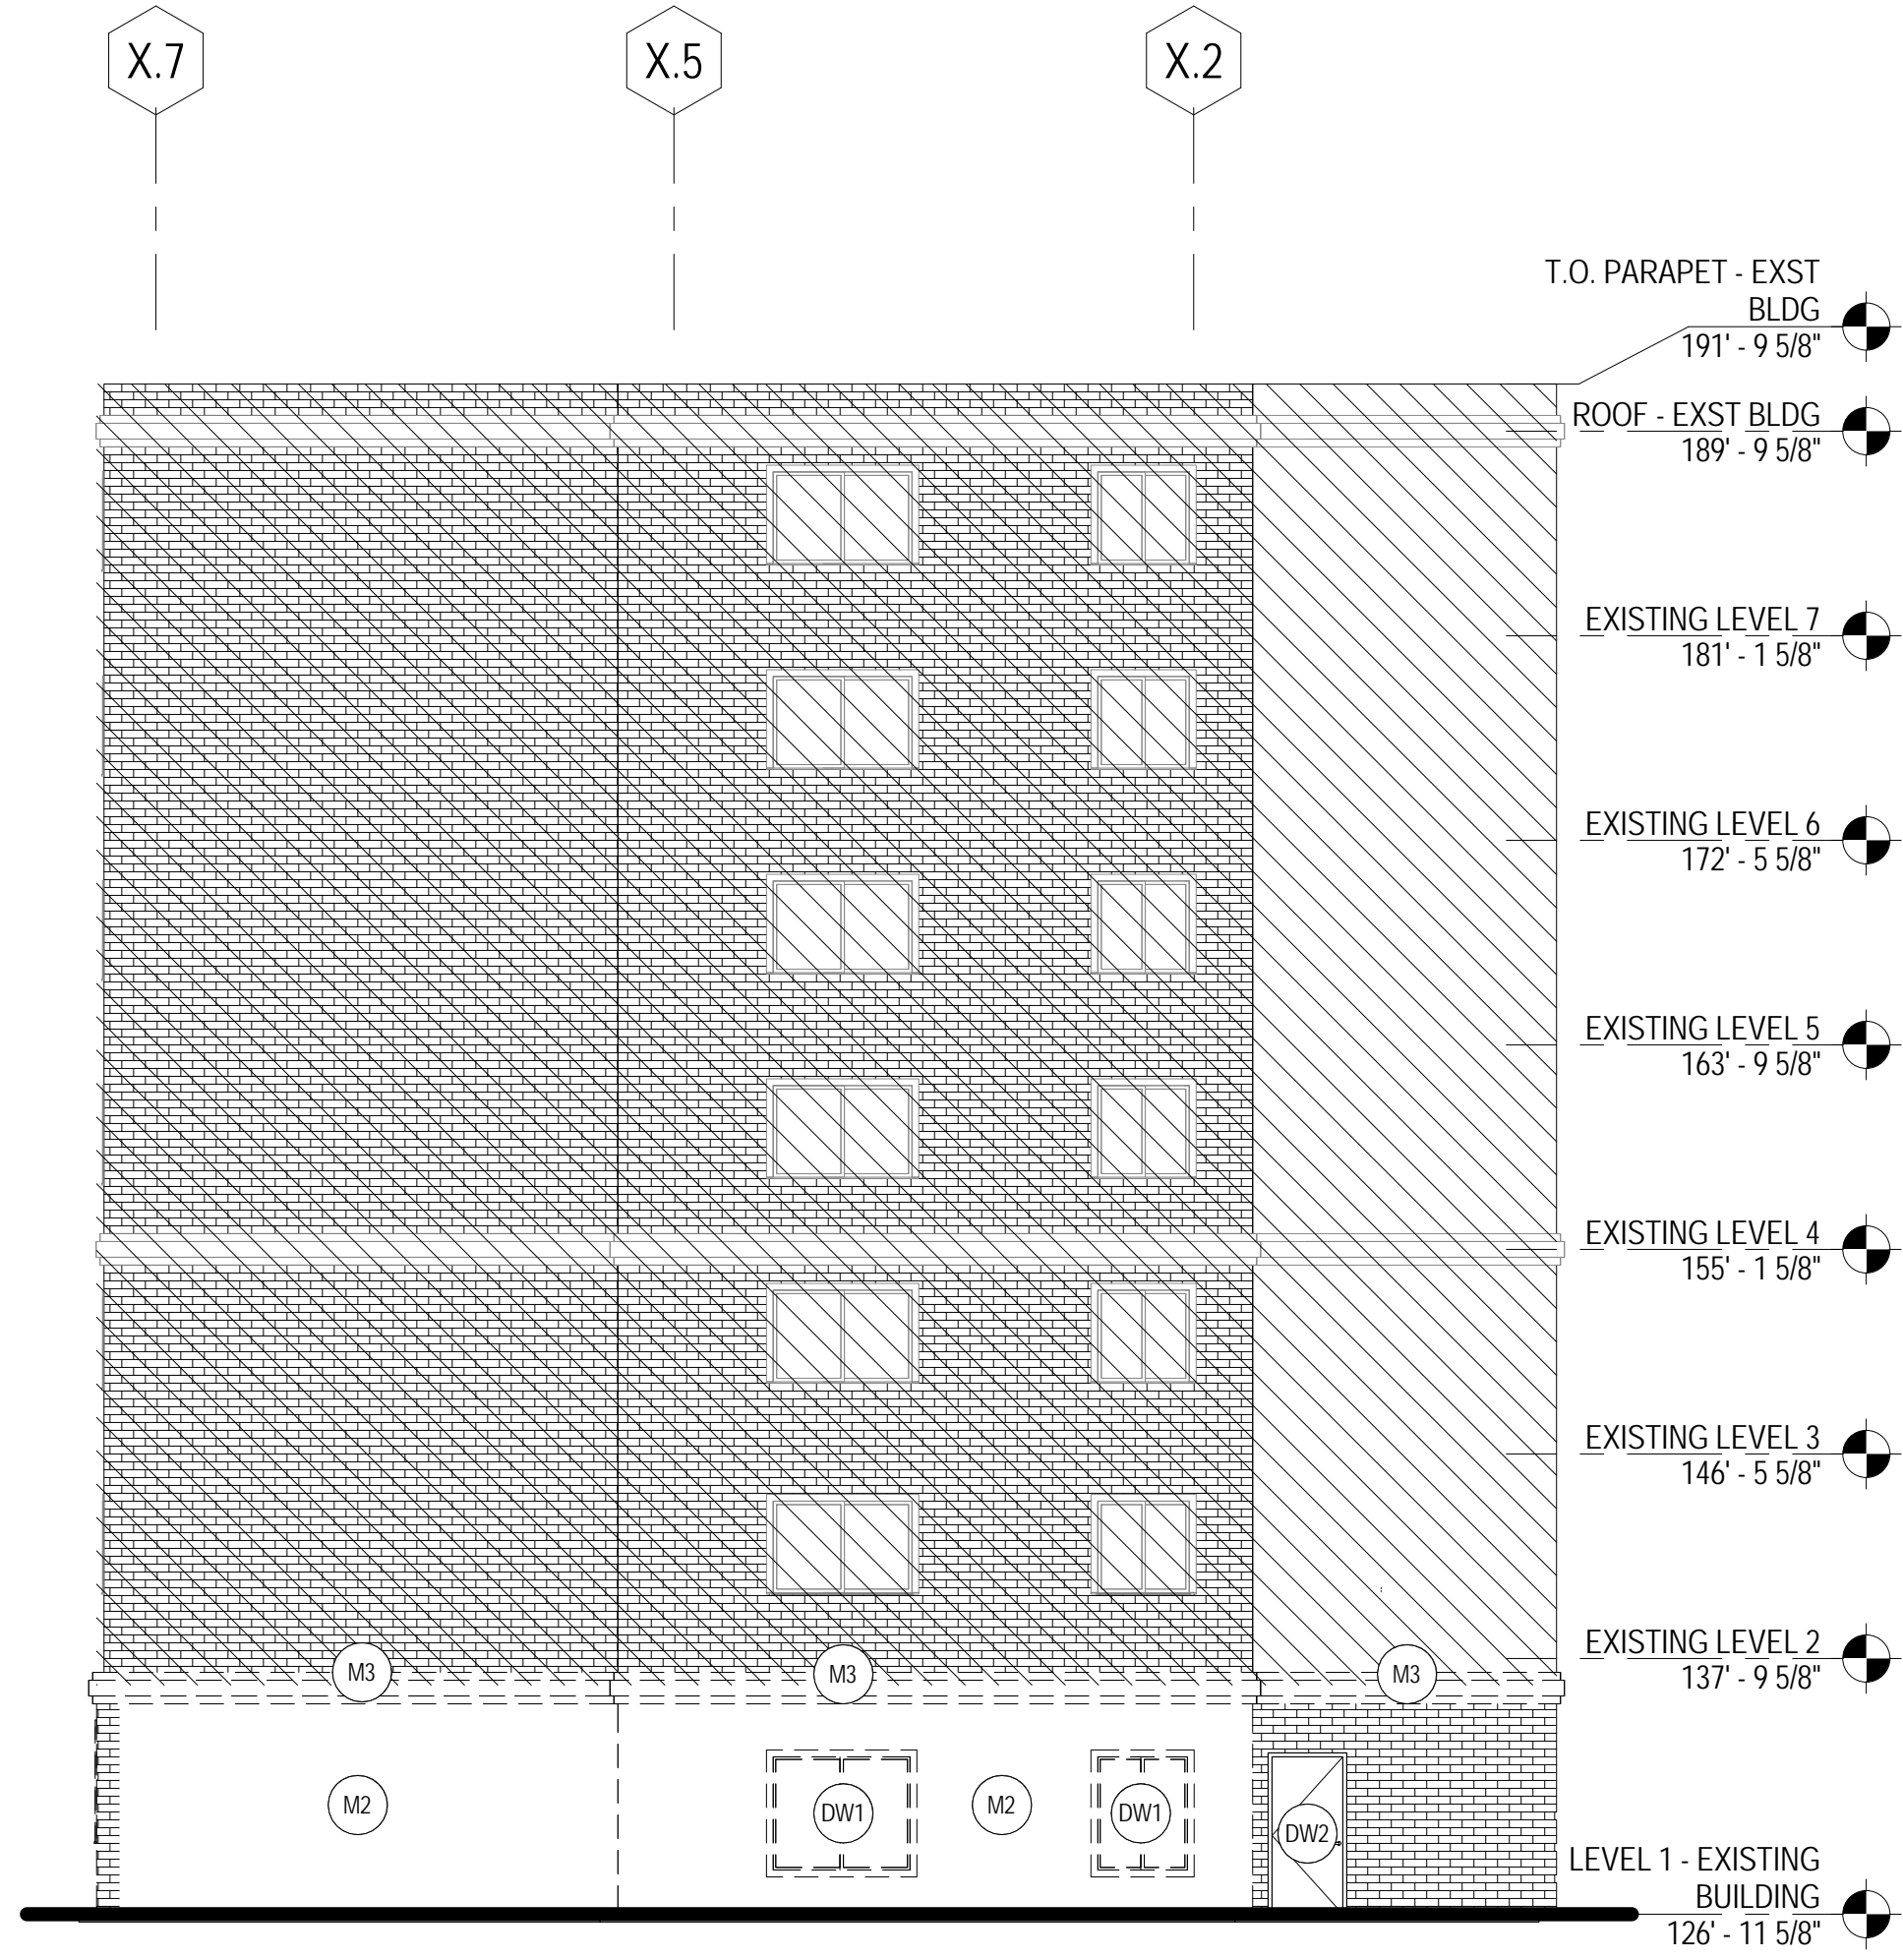 X.7
X.5
X.2
T.O. PARAPET - EXST
BLDG
191' - 9 5/8"
ROOF - EXST BLDG
189' - 9 5/8"
EXISTING LEVEL 7
181' - 1 5/8"
EXISTING LEVEL 6
172' - 5 5/8"
EXISTING LEVEL 5
163' - 9 5/8"
EXISTING LEVEL 4
155' - 1 5/8"
EXISTING LEVEL 3
146' - 5 5/8"
EXISTING LEVEL 2
137' - 9 5/8"
M3
M3
M3
M2
DW1
M2
DW1
DW2
LEVEL 1 - EXISTING
BUILDING
126' - 11 5/8"